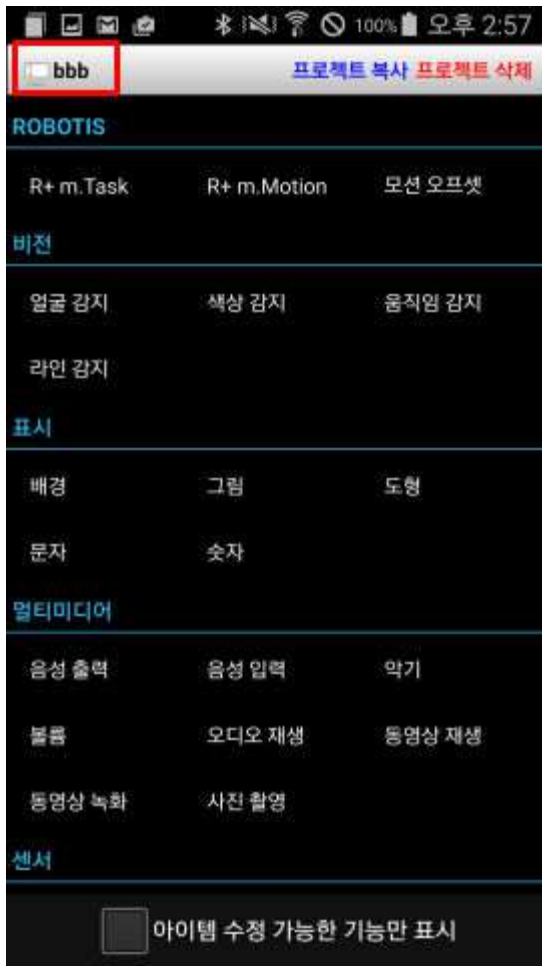 100% 오후 2:57
bbb 프로젝트 복사 프로젝트 삭제
ROBOTIS
R+ m.Task R+ m.Motion 모션 오프셋
비전
얼굴 감지 색상 감지 움직임 감지
라인 감지
표시
배경 그림 도형
문자 숫자
멀티미디어
음성 출력 음성 입력 악기
볼륨 오디오 재생 동영상 재생
동영상 녹화 사진 촬영
센서
아이템 수정 가능한 기능만 표시